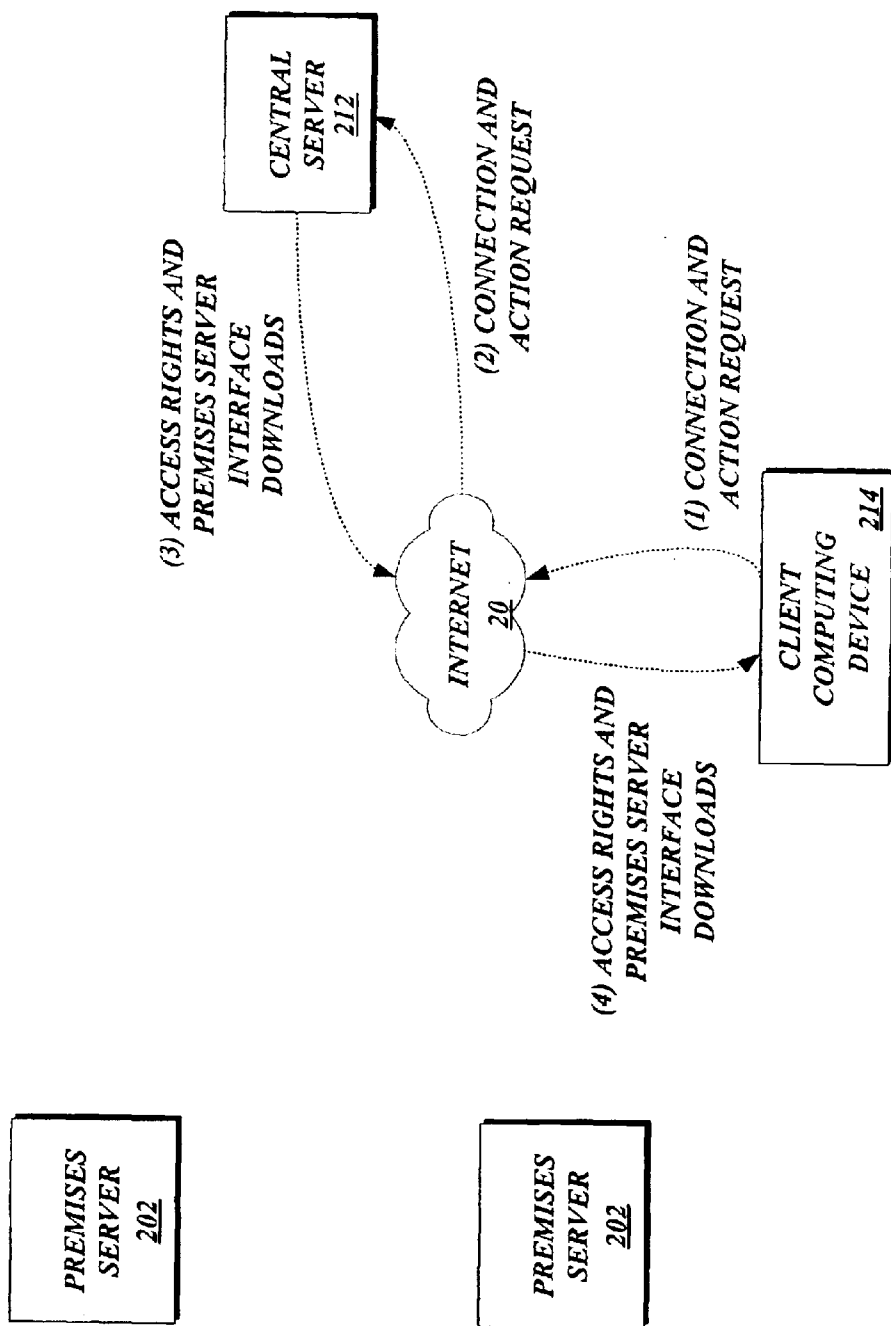 PREMISES
SERVER
202
PREMISES
SERVER
202
(3) ACCESS RIGHTS AND
PREMISES SERVER
INTERFACE
DOWNLOADS
CENTRAL
SERVER
212
INTERNET
20
(2) CONNECTION AND
ACTION REQUEST
(4) ACCESS RIGHTS AND
PREMISES SERVER
INTERFACE
DOWNLOADS
(1) CONNECTION AND
ACTION REQUEST
CLIENT
COMPUTING
DEVICE 214